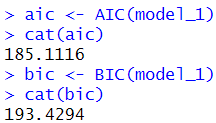 > aic <- AIC(model_1)
> cat(aic)
185.1116
> bic <- BIC(model_1)
> cat(bic)
193.4294